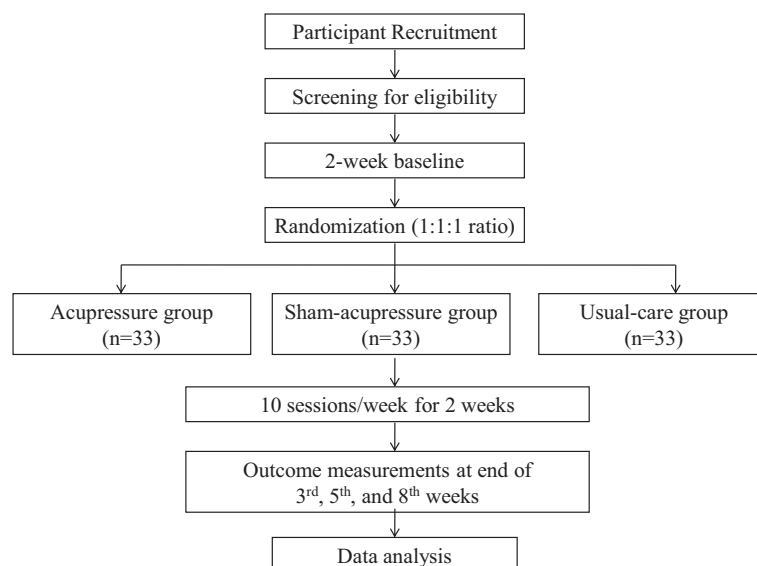 Participant Recruitment
Screening for eligibility
2-week baseline
Randomization (1:1:1 ratio)
Acupressure group
(n=33)
Sham-acupressure group
(n=33)
Usual-care group
(n=33)
10 sessions/week for 2 weeks
Outcome measurements at end of
3rd, 5th, and 8th weeks
Data analysis